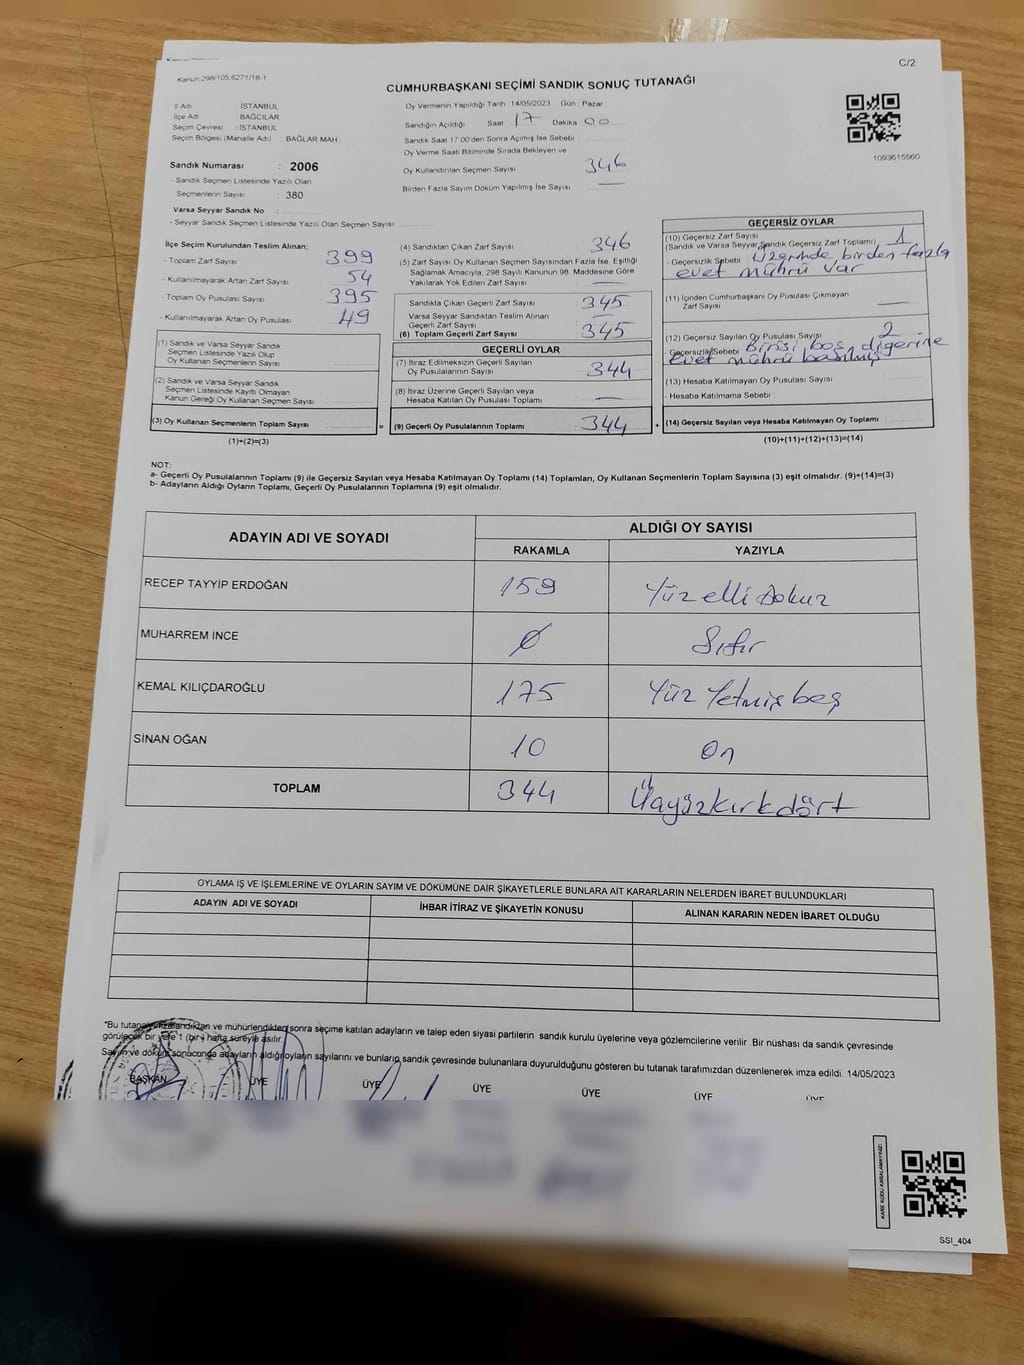 Kanun:298/105,6271/18-1
C/2
CUMHURBAŞKANI SEÇİMİ SANDIK SONUÇ TUTANAĞI
İl Adı : İSTANBUL
İlçe Adı : BAĞCILAR
Seçim Çevresi : İSTANBUL
Seçim Bölgesi (Mahalle Adı) : BAĞLAR MAH.
Sandık Numarası : 2006
- Sandık Seçmen Listesinde Yazılı Olan
Seçmenlerin Sayısı : 380
Varsa Seyyar Sandık No :
- Seyyar Sandık Seçmen Listesinde Yazılı Olan Seçmen Sayısı:
Oy Vermenin Yapıldığı Tarih :14/05/2023 Gün : Pazar
Sandığın Açıldığı Saat : 17 Dakika : 00
Sandık Saat 17:00'den Sonra Açımış İse Sebebi :
Oy Verme Saati Bitiminde Sırada Bekleyen ve
Oy Kullandırılan Seçmen Sayısı : 346
Birden Fazla Sayım Döküm Yapılmış İse Sayısı : —
1093615560
İlçe Seçim Kurulundan Teslim Alınan;
- Toplam Zarf Sayısı : 399
- Kullanılmayarak Artan Zarf Sayısı : 54
- Toplam Oy Pusulası Sayısı : 395
- Kullanılmayarak Artan Oy Pusulası : 49
(1) Sandık ve Varsa Seyyar Sandık
Seçmen Listesinde Yazılı Olup
Oy Kullanan Seçmenlerin Sayısı :
(2) Sandık ve Varsa Seyyar Sandık
Seçmen Listesinde Kayıtlı Olmayan
Kanun Gereği Oy Kullanan Seçmen Sayısı :
(3) Oy Kullanan Seçmenlerin Toplam Sayısı :
(1)+(2)=(3)
(4) Sandıktan Çıkan Zarf Sayısı : 346
(5) Zarf Sayısı Oy Kullanan Seçmen Sayısından Fazla İse, Eşitliği
Sağlamak Amacıyla, 298 Sayılı Kanunun 98. Maddesine Göre
Yakılarak Yok Edilen Zarf Sayısı : —
Sandıkta Çıkan Geçerli Zarf Sayısı : 345
Varsa Seyyar Sandıktan Teslim Alınan
Geçerli Zarf Sayısı : —
(6) Toplam Geçerli Zarf Sayısı : 345
GEÇERLİ OYLAR
(7) İtiraz Edilmeksizin Geçerli Sayılan
Oy Pusulalarının Sayısı : 344
(8) İtiraz Üzerine Geçerli Sayılan veya
Hesaba Katılan Oy Pusulaları Toplamı : —
(9) Geçerli Oy Pusulalarının Toplamı : 344
=
+
GEÇERSİZ OYLAR
(10) Geçersiz Zarf Sayısı
(Sandık ve Varsa Seyyar Sandık Geçersiz Zarf Toplamı) : 1
- Geçersizlik Sebebi : Üzerinde birden fazla
evet mührü var
(11) İçinden Cumhurbaşkanı Oy Pusulası Çıkmayan
Zarf Sayısı : —
(12) Geçersiz Sayılan Oy Pusulası Sayısı : 2
- Geçersizlik Sebebi : Birisi boş, digerine
evet mührü basılmış
(13) Hesaba Katılmayan Oy Pusulası Sayısı :
- Hesaba Katılmama Sebebi :
(14) Geçersiz Sayılan veya Hesaba Katılmayan Oy Toplamı :
(10)+(11)+(12)+(13)=(14)
NOT:
a- Geçerli Oy Pusulalarının Toplamı (9) ile Geçersiz Sayılan veya Hesaba Katılmayan Oy Toplamı (14) Toplamları, Oy Kullanan Seçmenlerin Toplam Sayısına (3) eşit olmalıdır. (9)+(14)=(3)
b- Adayların Aldığı Oyların Toplamı, Geçerli Oy Pusulalarının Toplamına (9) eşit olmalıdır.
ADAYIN ADI VE SOYADI
ALDIĞI OY SAYISI
RAKAMLA YAZIYLA
RECEP TAYYİP ERDOĞAN 159 Yüz elli dokuz
MUHARREM İNCE 0 Sıfır
KEMAL KILIÇDAROĞLU 175 Yüz Yetmiş beş
SİNAN OĞAN 10 On
TOPLAM 344 Üçyüzkırkdört
OYLAMA İŞ VE İŞLEMLERİNE VE OYLARIN SAYIM VE DÖKÜMÜNE DAİR ŞİKAYETLERLE BUNLARA AİT KARARLARIN NELERDEN İBARET BULUNDUKLARI
ADAYIN ADI VE SOYADI İHBAR İTİRAZ VE ŞİKAYETİN KONUSU ALINAN KARARIN NEDEN İBARET OLDUĞU
*Bu tutanak imzalandıktan ve mühürlendikten sonra seçime katılan adayların ve talep eden siyasi partilerin sandık kurulu üyelerine veya gözlemcilerine verilir. Bir nüshası da sandık çevresinde
görülecek bir yere 1 (bir) hafta süreyle asılır.
Sayım ve döküm sonucunda adayların aldığı oyların sayılarını ve bunların sandık çevresinde bulunanlara duyurulduğunu gösteren bu tutanak tarafımızdan düzenlenerek imza edildi. 14/05/2023
BAŞKAN ÜYE ÜYE ÜYE ÜYE ÜYE ÜYE
KARE KODU KARALAMAYINIZ!
SSI_404